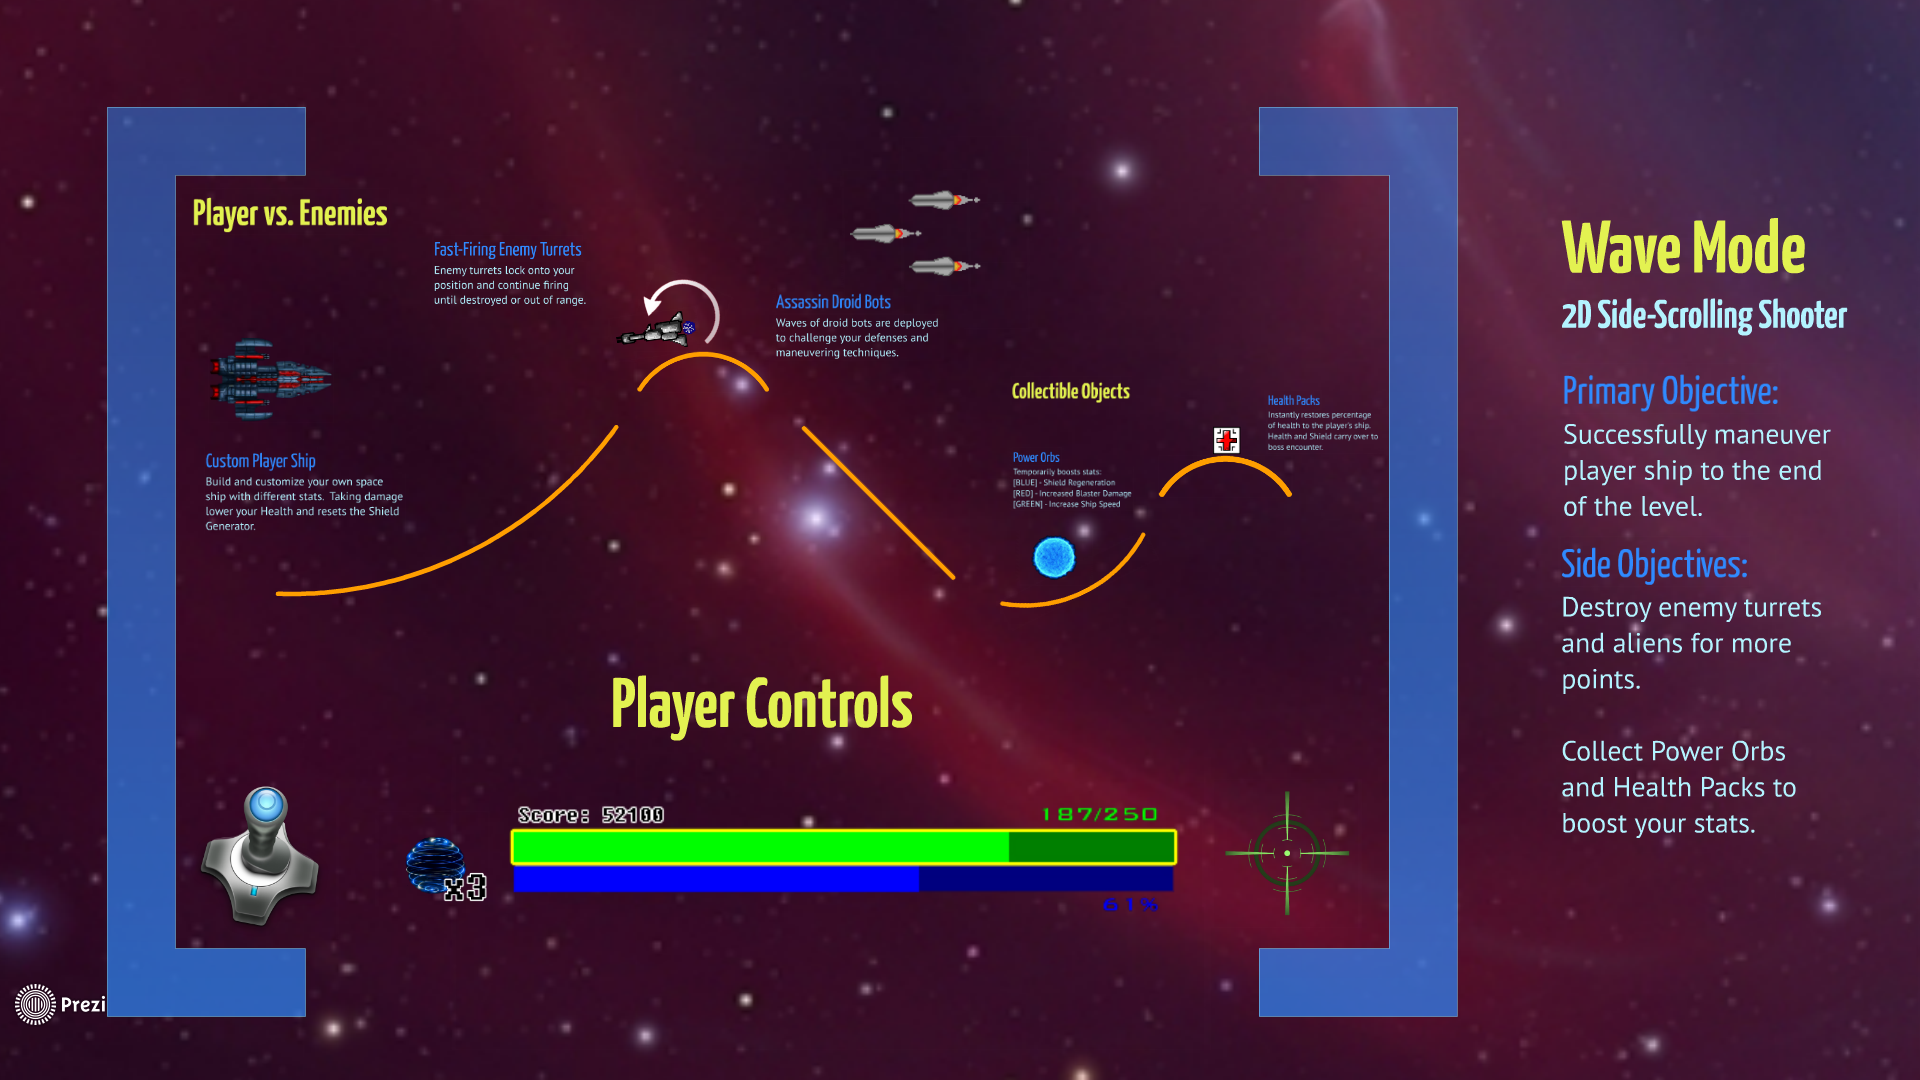 Player vs. Enemies
Fast-Firing Enemy Turrets
Enemy turrets lock onto your
position and continue firing
until destroyed or out of range.
Assassin Droid Bots
Waves of droid bots are deployed
to challenge your defenses and
maneuvering techniques.
Custom Player Ship
Build and customize your own space
ship with different stats. Taking damage
lower your Health and resets the Shield
Generator.
Collectible Objects
Power Orbs
Temporarily boosts stats:
[BLUE] - Shield Regeneration
[RED] - Increased Blaster Damage
[GREEN] - Increase Ship Speed
Health Packs
Instantly restores percentage
of health to the player's ship.
Health and Shield carry over to
boss encounter.
Player Controls
Score: 52100
187/250
x3
61%
Wave Mode
2D Side-Scrolling Shooter
Primary Objective:
Successfully maneuver
player ship to the end
of the level.
Side Objectives:
Destroy enemy turrets
and aliens for more
points.
Collect Power Orbs
and Health Packs to
boost your stats.
Prezi